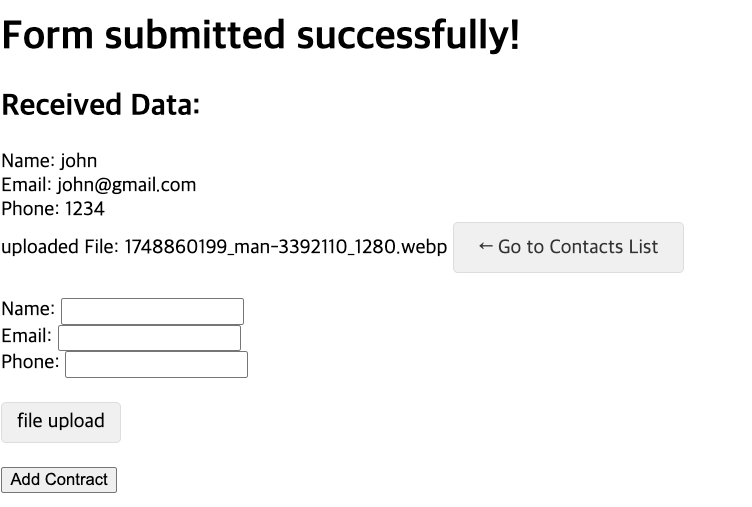 Form submitted successfully!
Received Data:
Name: john
Email: john@gmail.com
Phone: 1234
uploaded File: 1748860199_man-3392110_1280.webp ← Go to Contacts List
Name:
Email:
Phone:
file upload
Add Contract